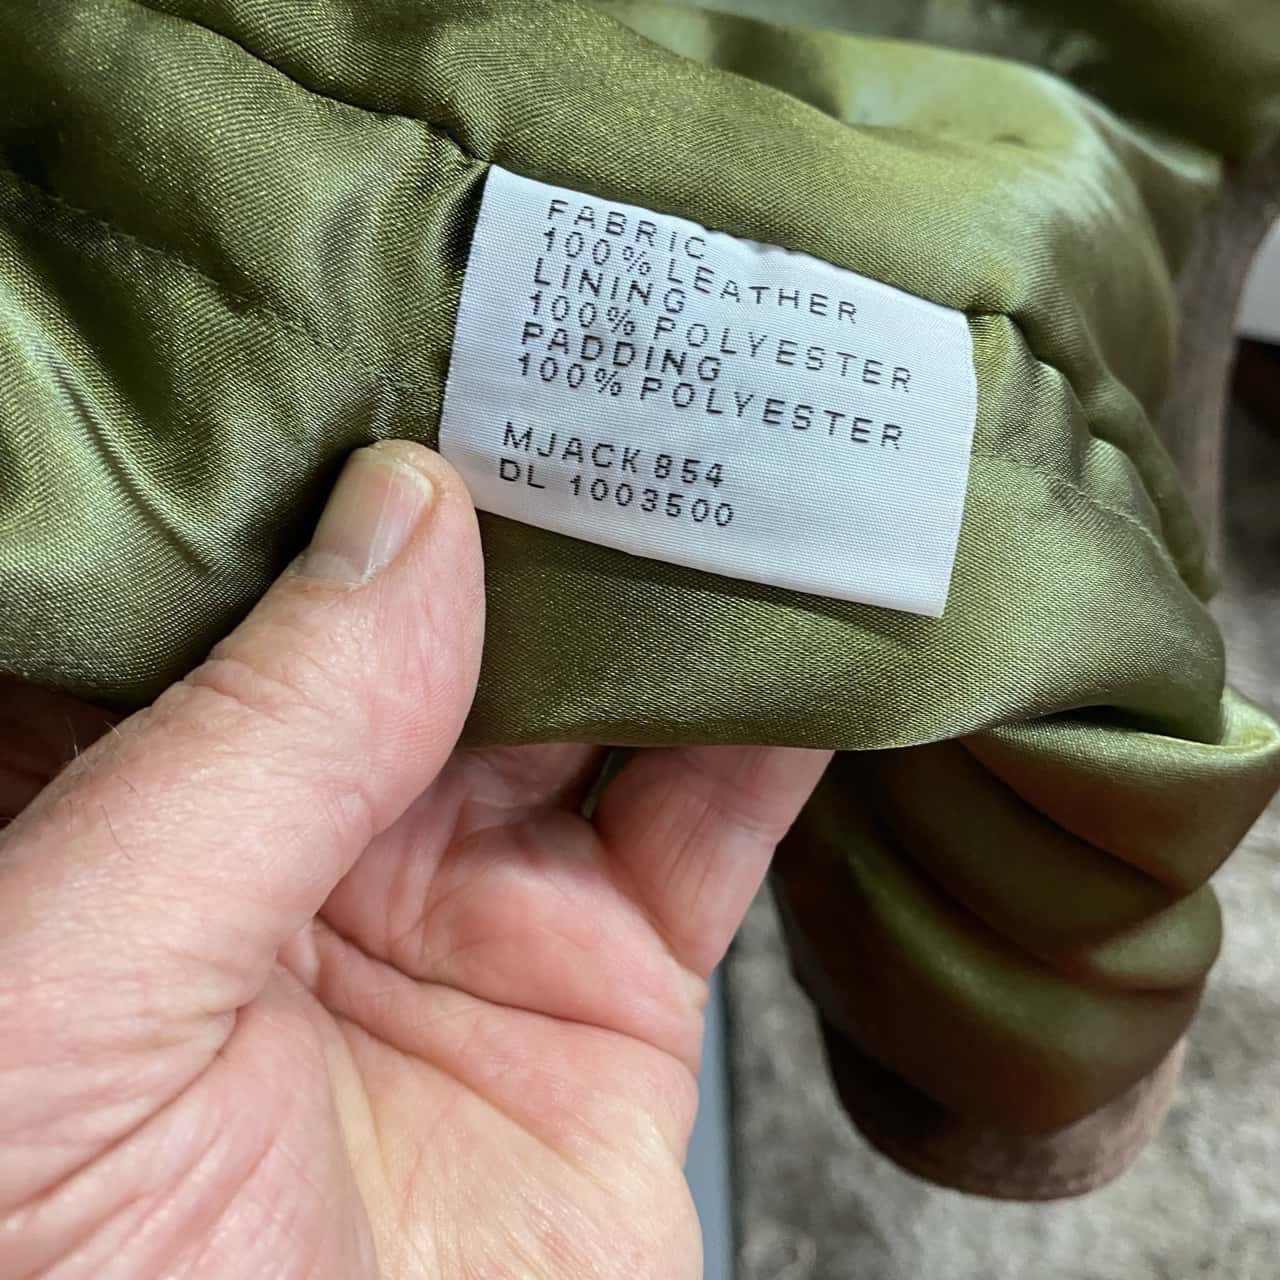 FABRIC
100% LEATHER
LINING
100% POLYESTER
PADDING
100% POLYESTER
MJACK 854
DL 1003500